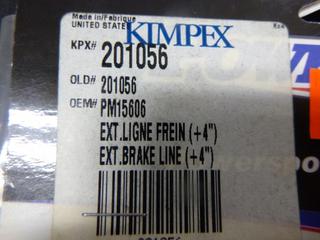 Made in/Fabrique
UNITED STATES
KIMPEX
KPX# 201056
OLD# 201056
OEM# PM15606
EXT.LIGNE FREIN (+4")
EXT.BRAKE LINE (+4")